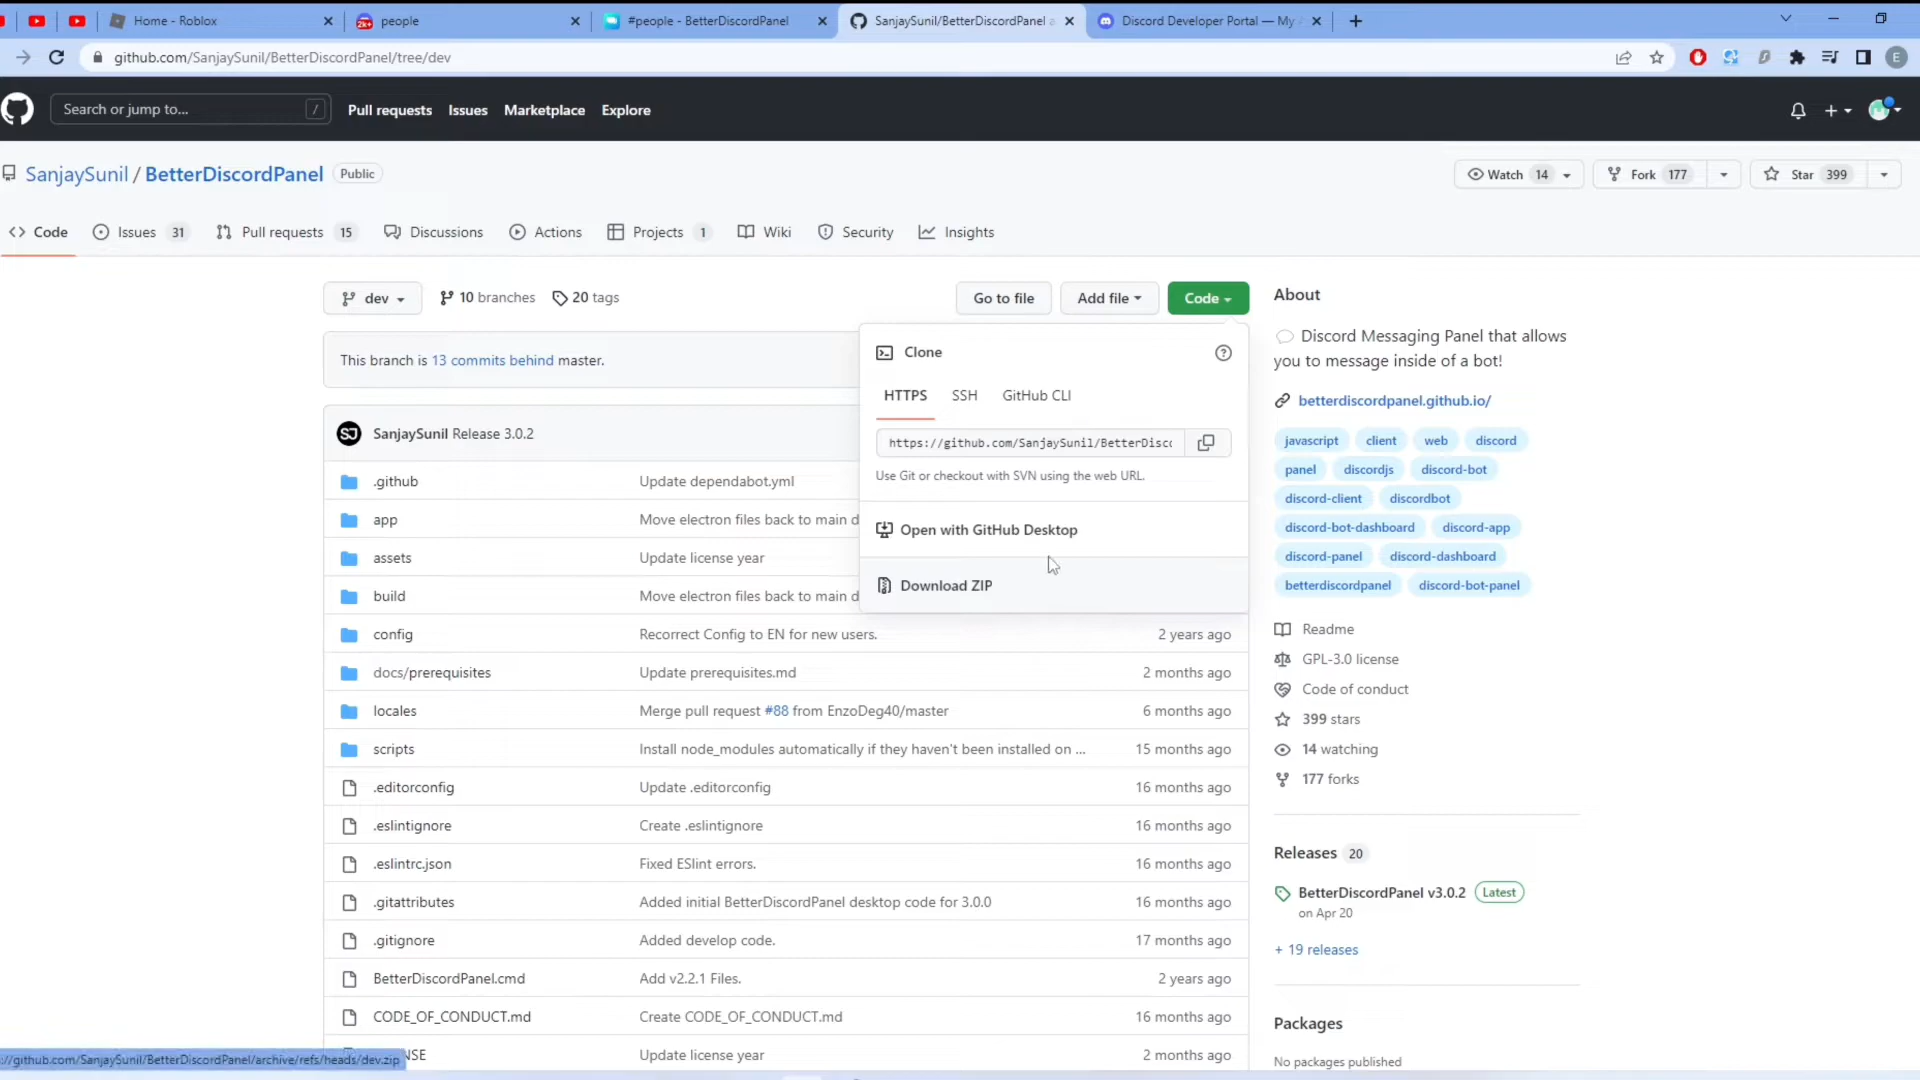 Home - Roblox
people
#people - BetterDiscordPanel
SanjaySunil/BetterDiscordPanel a
Discord Developer Portal — My A
github.com/SanjaySunil/BetterDiscordPanel/tree/dev
E
Search or jump to...
/
Pull requests
Issues
Marketplace
Explore
SanjaySunil / BetterDiscordPanel
Public
Watch 14
Fork 177
Star 399
Code
Issues 31
Pull requests 15
Discussions
Actions
Projects 1
Wiki
Security
Insights
dev
10 branches
20 tags
Go to file
Add file
Code
This branch is 13 commits behind master.
SJ
SanjaySunil Release 3.0.2
.github Update dependabot.yml
app Move electron files back to main d
assets Update license year
build Move electron files back to main d
config Recorrect Config to EN for new users. 2 years ago
docs/prerequisites Update prerequisites.md 2 months ago
locales Merge pull request #88 from EnzoDeg40/master 6 months ago
scripts Install node_modules automatically if they haven't been installed on ... 15 months ago
.editorconfig Update .editorconfig 16 months ago
.eslintignore Create .eslintignore 16 months ago
.eslintrc.json Fixed ESlint errors. 16 months ago
.gitattributes Added initial BetterDiscordPanel desktop code for 3.0.0 16 months ago
.gitignore Added develop code. 17 months ago
BetterDiscordPanel.cmd Add v2.2.1 Files. 2 years ago
CODE_OF_CONDUCT.md Create CODE_OF_CONDUCT.md 16 months ago
NSE Update license year 2 months ago
Clone
HTTPS SSH GitHub CLI
https://github.com/SanjaySunil/BetterDisc
Use Git or checkout with SVN using the web URL.
Open with GitHub Desktop
Download ZIP
About
Discord Messaging Panel that allows
you to message inside of a bot!
betterdiscordpanel.github.io/
javascript client web discord
panel discordjs discord-bot
discord-client discordbot
discord-bot-dashboard discord-app
discord-panel discord-dashboard
betterdiscordpanel discord-bot-panel
Readme
GPL-3.0 license
Code of conduct
399 stars
14 watching
177 forks
Releases 20
BetterDiscordPanel v3.0.2 Latest
on Apr 20
+ 19 releases
Packages
No packages published
://github.com/SanjaySunil/BetterDiscordPanel/archive/refs/heads/dev.zip